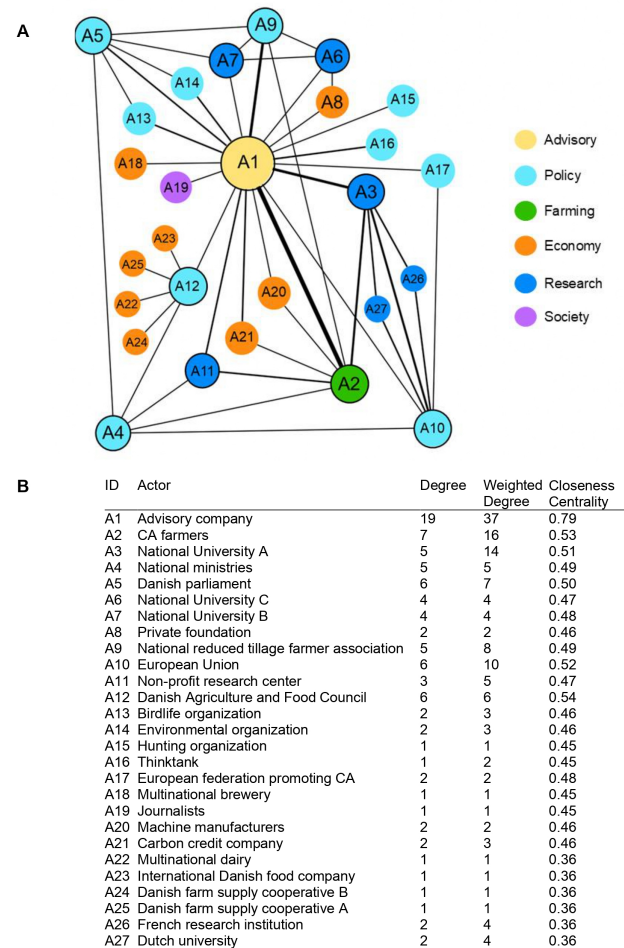 A
A5
A9
A7
A6
A14
A8
A15
A13
A16
A1
A18
A17
A19
A3
A23
A25
A12
A20
A26
A22
A27
A24
A21
A11
A2
A4
A10
Advisory
Policy
Farming
Economy
Research
Society
B
ID Actor Degree Weighted Degree Closeness Centrality
A1 Advisory company 19 37 0.79
A2 CA farmers 7 16 0.53
A3 National University A 5 14 0.51
A4 National ministries 5 5 0.49
A5 Danish parliament 6 7 0.50
A6 National University C 4 4 0.47
A7 National University B 4 4 0.48
A8 Private foundation 2 2 0.46
A9 National reduced tillage farmer association 5 8 0.49
A10 European Union 6 10 0.52
A11 Non-profit research center 3 5 0.47
A12 Danish Agriculture and Food Council 6 6 0.54
A13 Birdlife organization 2 3 0.46
A14 Environmental organization 2 3 0.46
A15 Hunting organization 1 1 0.45
A16 Thinktank 1 2 0.45
A17 European federation promoting CA 2 2 0.48
A18 Multinational brewery 1 1 0.45
A19 Journalists 1 1 0.45
A20 Machine manufacturers 2 2 0.46
A21 Carbon credit company 2 3 0.46
A22 Multinational dairy 1 1 0.36
A23 International Danish food company 1 1 0.36
A24 Danish farm supply cooperative B 1 1 0.36
A25 Danish farm supply cooperative A 1 1 0.36
A26 French research institution 2 4 0.36
A27 Dutch university 2 4 0.36